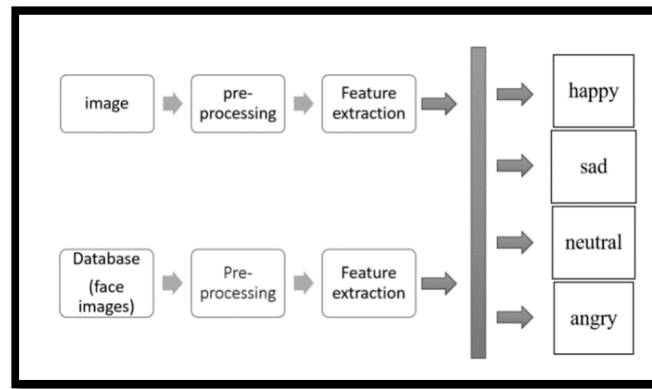 image
pre-
processing
Feature
extraction
happy
sad
neutral
angry
Database
(face
images)
Pre-
processing
Feature
extraction